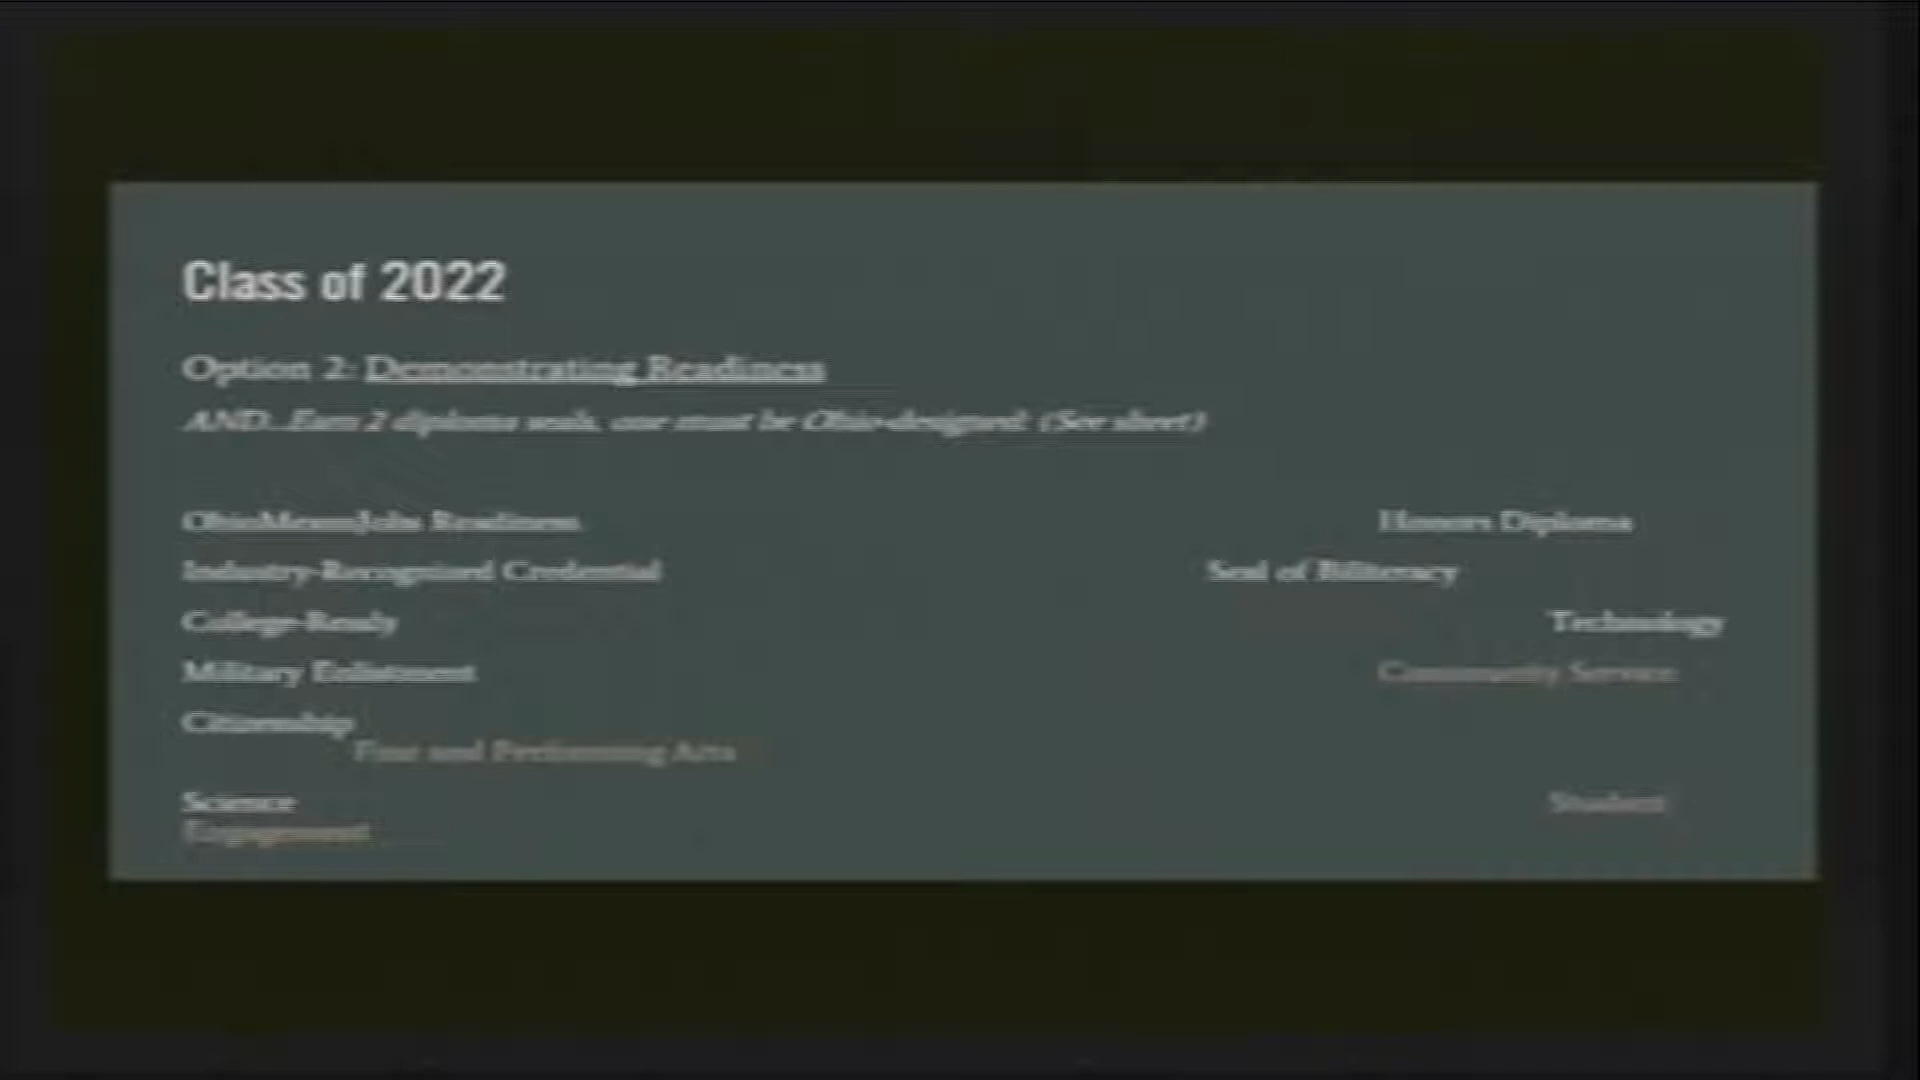 Class of 2022
Option 2: Demonstrating Readiness
AND...Earn 2 diploma seals, one must be Ohio-designed: (See sheet)
OhioMeansJobs Readiness Honors Diploma
Industry-Recognized Credential Seal of Biliteracy
College-Ready Technology
Military Enlistment Community Service
Citizenship
Fine and Performing Arts
Science Student
Engagement